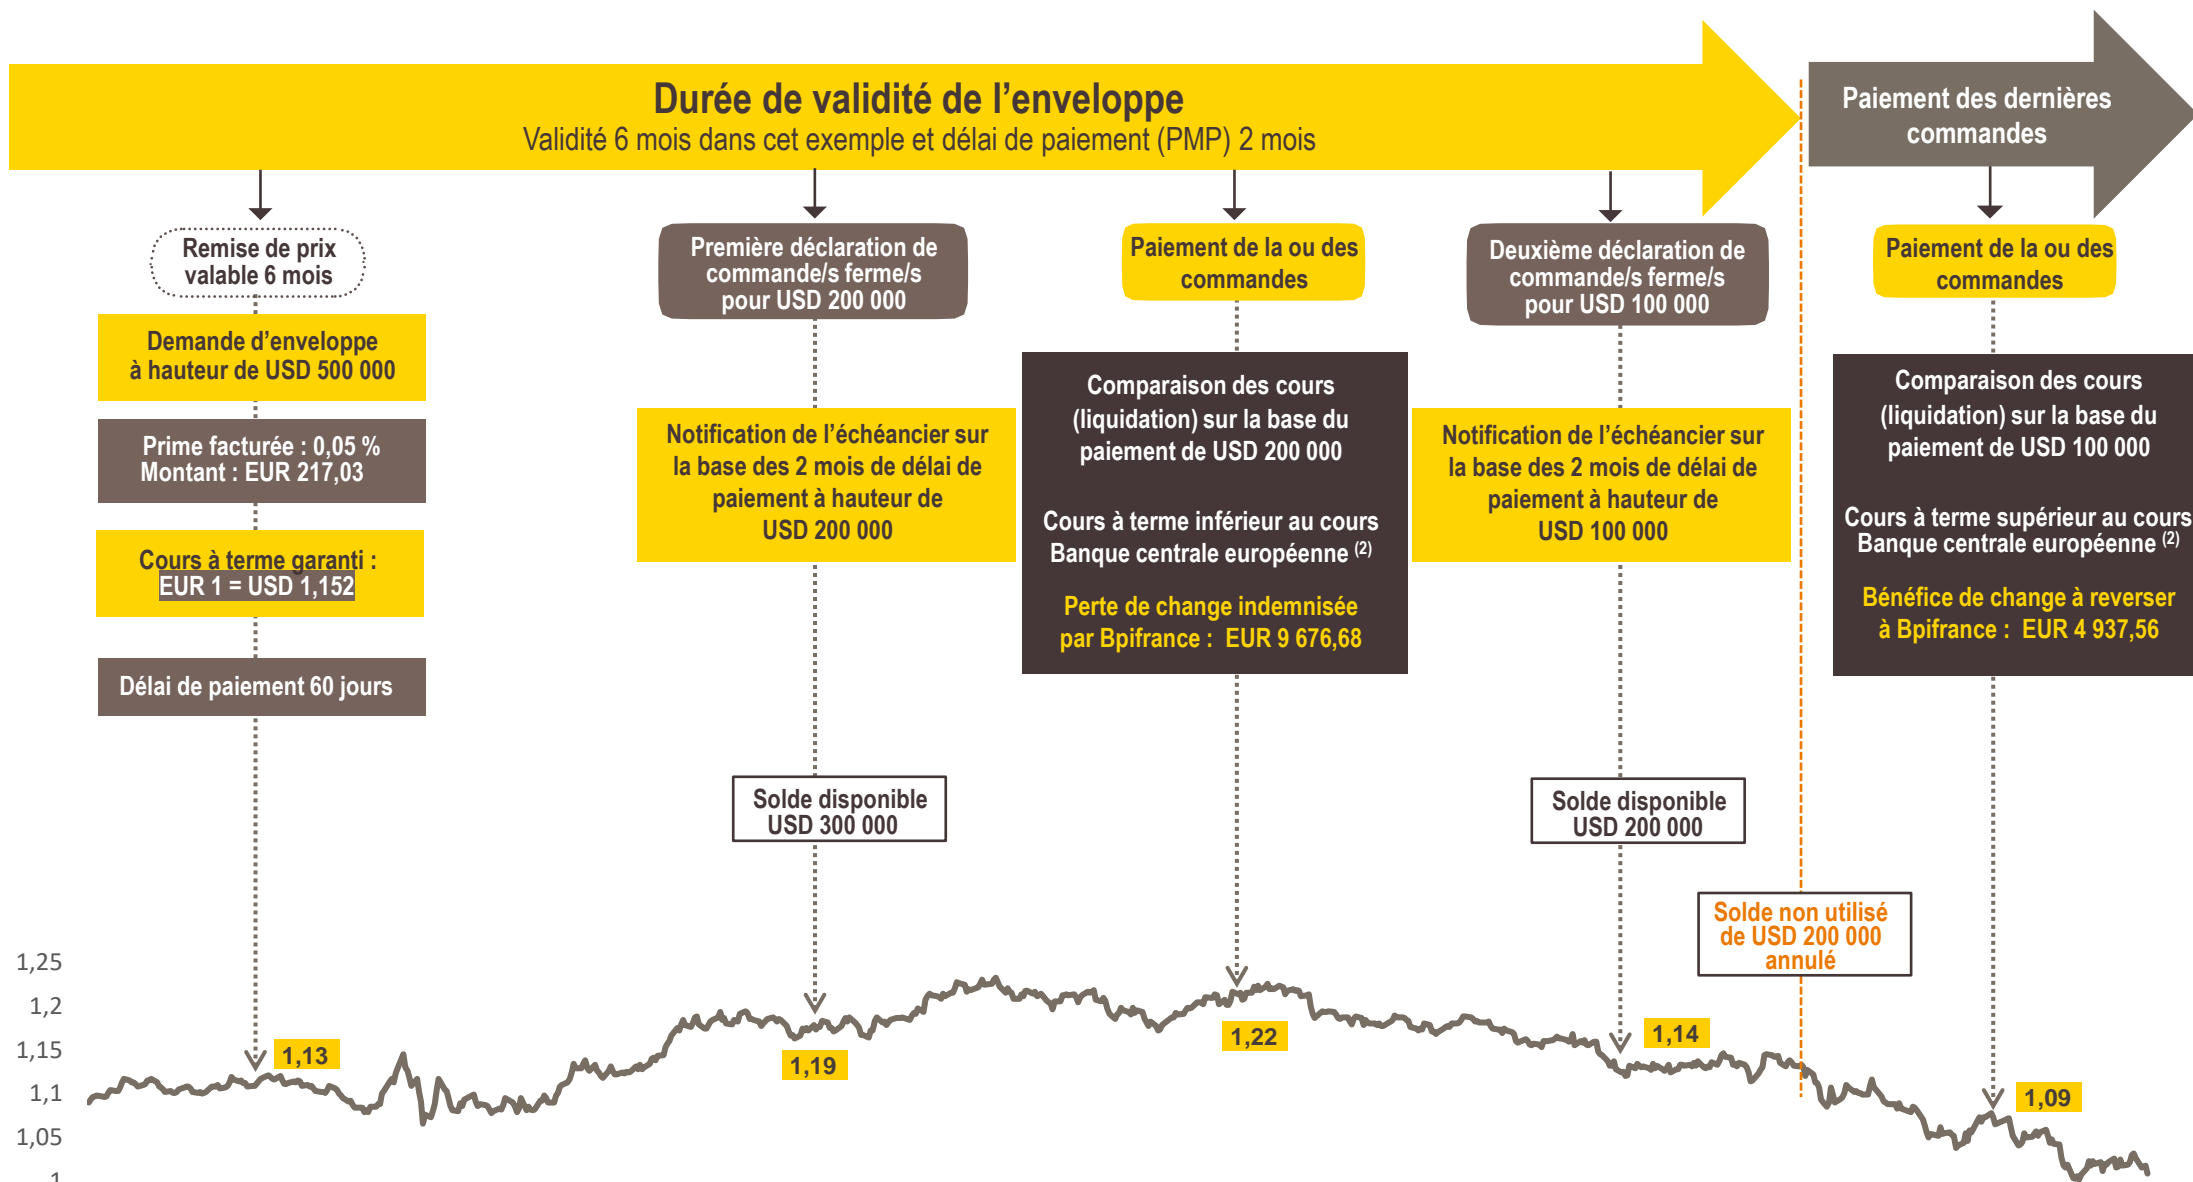 Durée de validité de l’enveloppe
Validité 6 mois dans cet exemple et délai de paiement (PMP) 2 mois
Paiement des dernières
commandes
Remise de prix
valable 6 mois
Demande d’enveloppe
à hauteur de USD 500 000
Prime facturée : 0,05 %
Montant : EUR 217,03
Cours à terme garanti :
EUR 1 = USD 1,152
Délai de paiement 60 jours
Première déclaration de
commande/s ferme/s
pour USD 200 000
Notification de l’échéancier sur
la base des 2 mois de délai de
paiement à hauteur de
USD 200 000
Solde disponible
USD 300 000
Paiement de la ou des
commandes
Comparaison des cours
(liquidation) sur la base du
paiement de USD 200 000
Cours à terme inférieur au cours
Banque centrale européenne (2)
Perte de change indemnisée
par Bpifrance : EUR 9 676,68
Deuxième déclaration de
commande/s ferme/s
pour USD 100 000
Notification de l’échéancier sur
la base des 2 mois de délai de
paiement à hauteur de
USD 100 000
Solde disponible
USD 200 000
Solde non utilisé
de USD 200 000
annulé
Paiement de la ou des
commandes
Comparaison des cours
(liquidation) sur la base du
paiement de USD 100 000
Cours à terme supérieur au cours
Banque centrale européenne (2)
Bénéfice de change à reverser
à Bpifrance : EUR 4 937,56
1,25
1,2
1,15
1,1
1,05
1
1,13
1,19
1,22
1,14
1,09